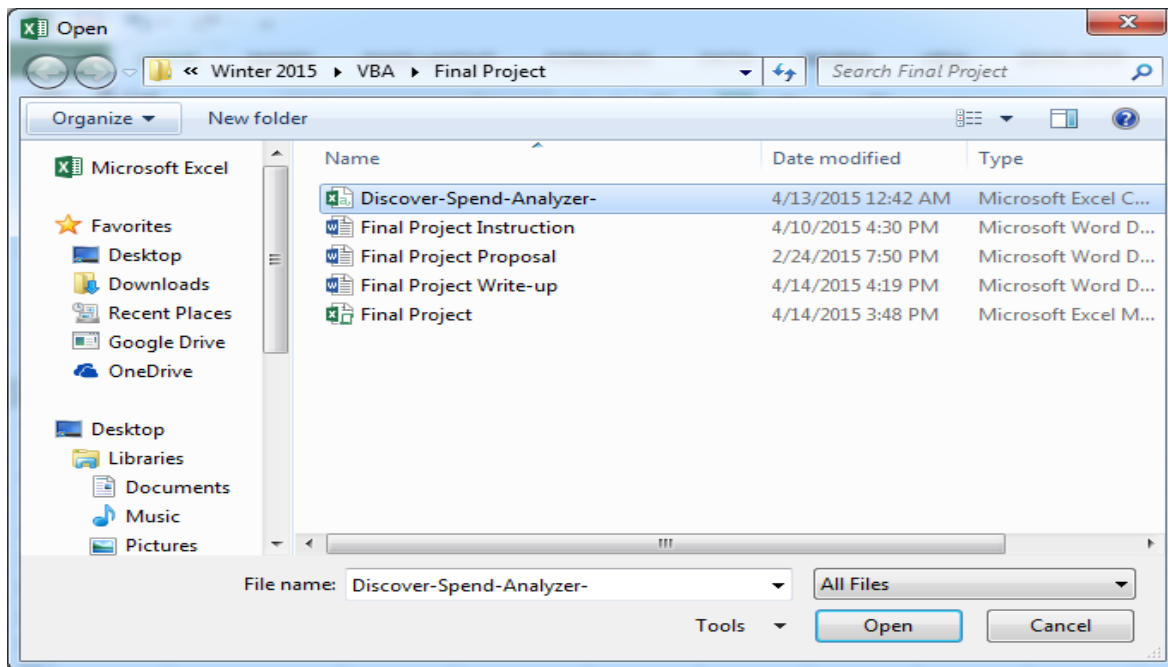 Open
« Winter 2015 ▸ VBA ▸ Final Project
Search Final Project
Organize
New folder
Microsoft Excel
Favorites
Desktop
Downloads
Recent Places
Google Drive
OneDrive
Desktop
Libraries
Documents
Music
Pictures
Name Date modified Type
Discover-Spend-Analyzer- 4/13/2015 12:42 AM Microsoft Excel C...
Final Project Instruction 4/10/2015 4:30 PM Microsoft Word D...
Final Project Proposal 2/24/2015 7:50 PM Microsoft Word D...
Final Project Write-up 4/14/2015 4:19 PM Microsoft Word D...
Final Project 4/14/2015 3:48 PM Microsoft Excel M...
File name: Discover-Spend-Analyzer- All Files
Tools Open Cancel